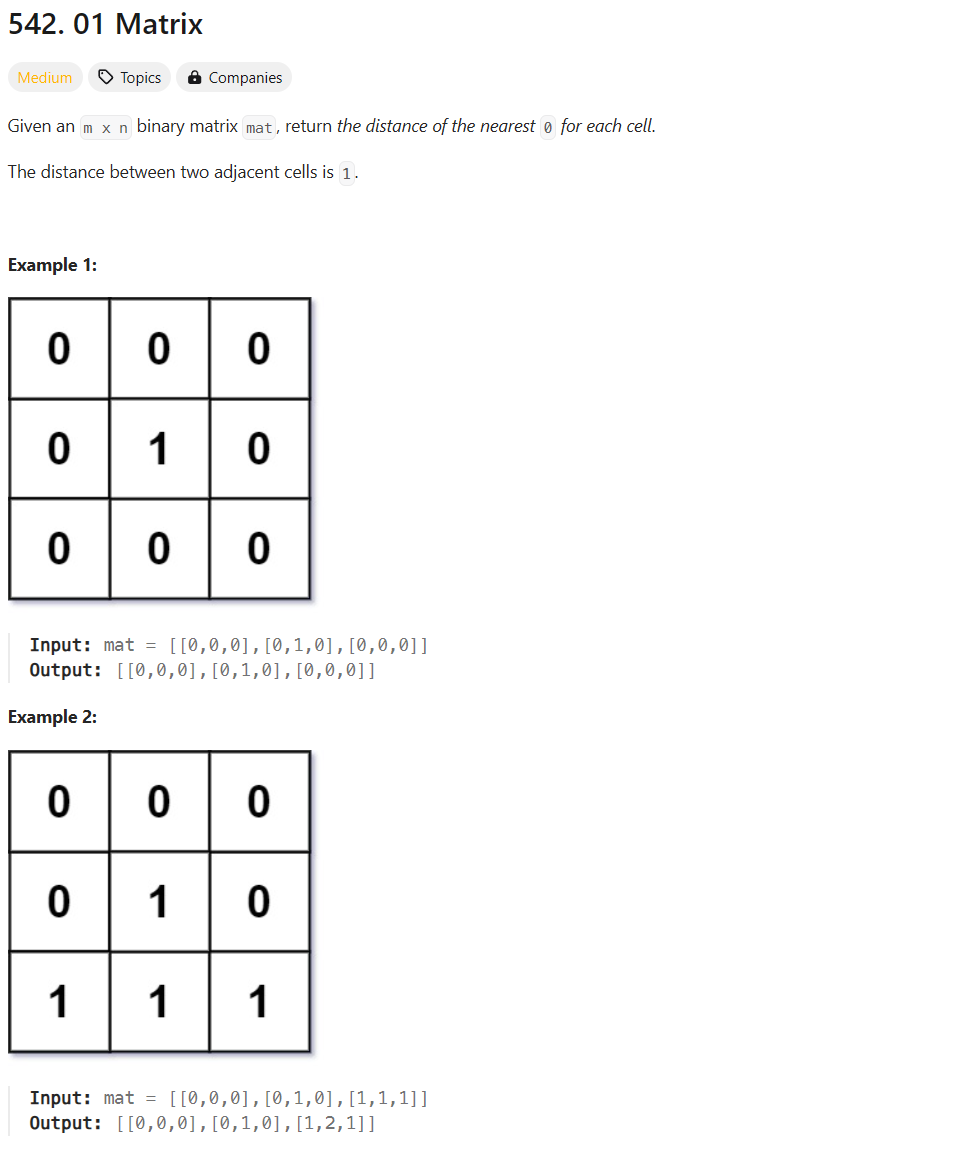 542. 01 Matrix
Medium Topics Companies
Given an m x n binary matrix mat, return the distance of the nearest 0 for each cell.
The distance between two adjacent cells is 1.
Example 1:
0 0 0
0 1 0
0 0 0
Input: mat = [[0,0,0],[0,1,0],[0,0,0]]
Output: [[0,0,0],[0,1,0],[0,0,0]]
Example 2:
0 0 0
0 1 0
1 1 1
Input: mat = [[0,0,0],[0,1,0],[1,1,1]]
Output: [[0,0,0],[0,1,0],[1,2,1]]